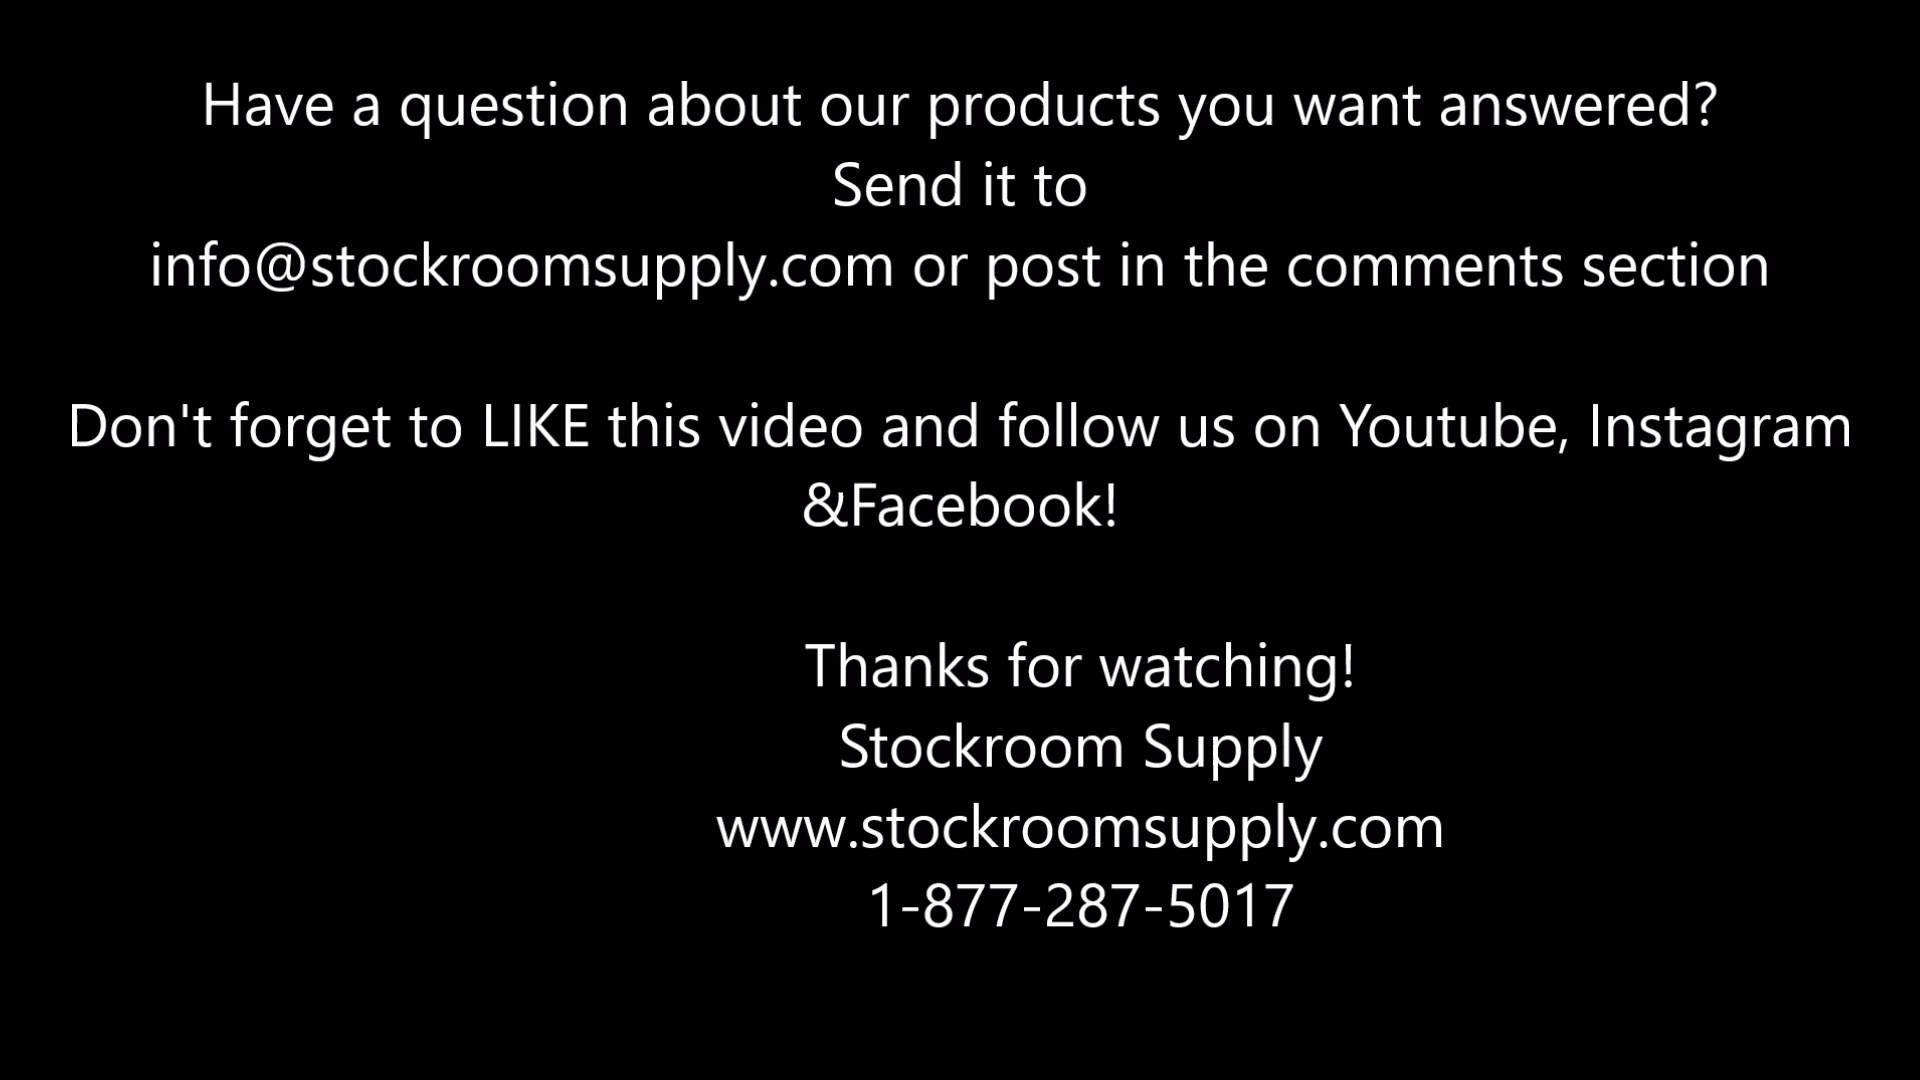 Have a question about our products you want answered?
Send it to
info@stockroomsupply.com or post in the comments section
Don't forget to LIKE this video and follow us on Youtube, Instagram
&Facebook!
Thanks for watching!
Stockroom Supply
www.stockroomsupply.com
1-877-287-5017